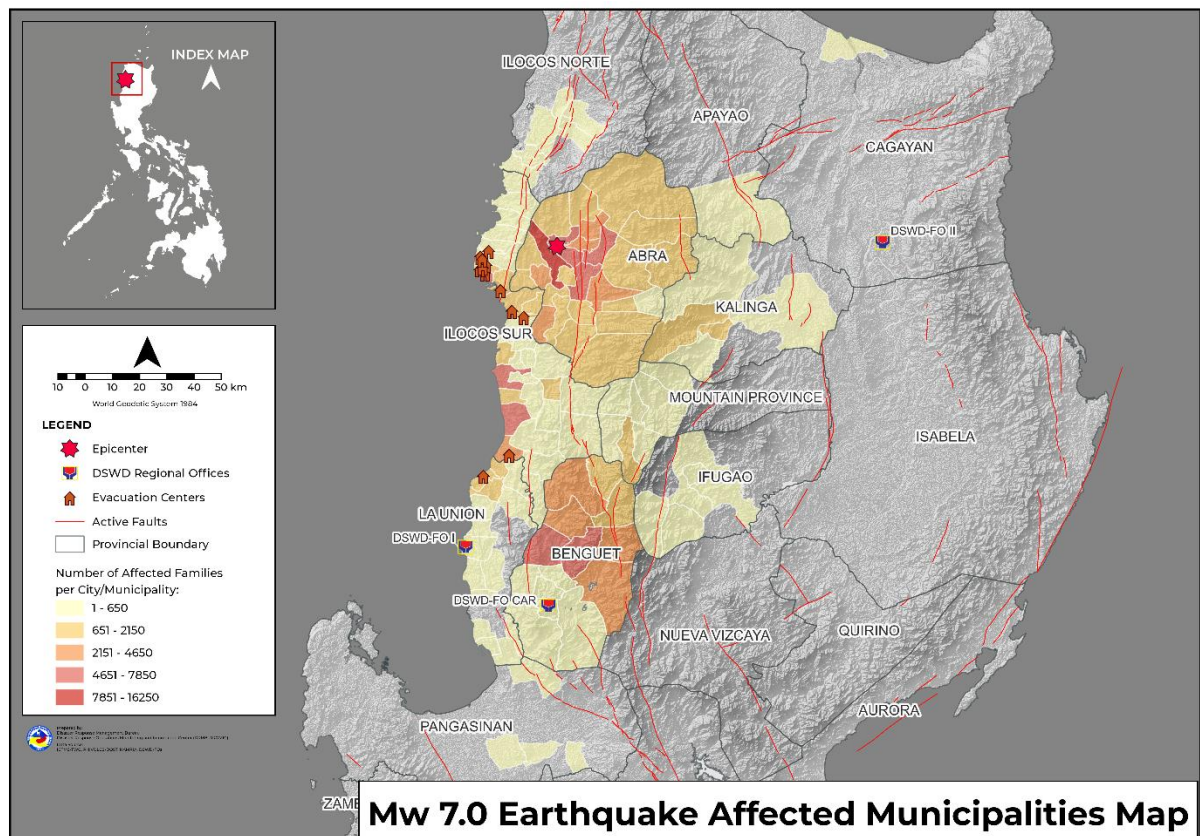 INDEX MAP
10 0 10 20 30 40 50 km
World Geodetic System 1984
LEGEND
Epicenter
DSWD Regional Offices
Evacuation Centers
Active Faults
Provincial Boundary
Number of Affected Families
per City/Municipality:
1 - 650
651 - 2150
2151 - 4650
4651 - 7850
7851 - 16250
ILOCOS NORTE
APAYAO
CAGAYAN
DSWD-FO II
ABRA
KALINGA
ILOCOS SUR
MOUNTAIN PROVINCE
ISABELA
IFUGAO
LA UNION
DSWD-FO I
BENGUET
DSWD-FO CAR
NUEVA VIZCAYA
QUIRINO
AURORA
PANGASINAN
Mw 7.0 Earthquake Affected Municipalities Map